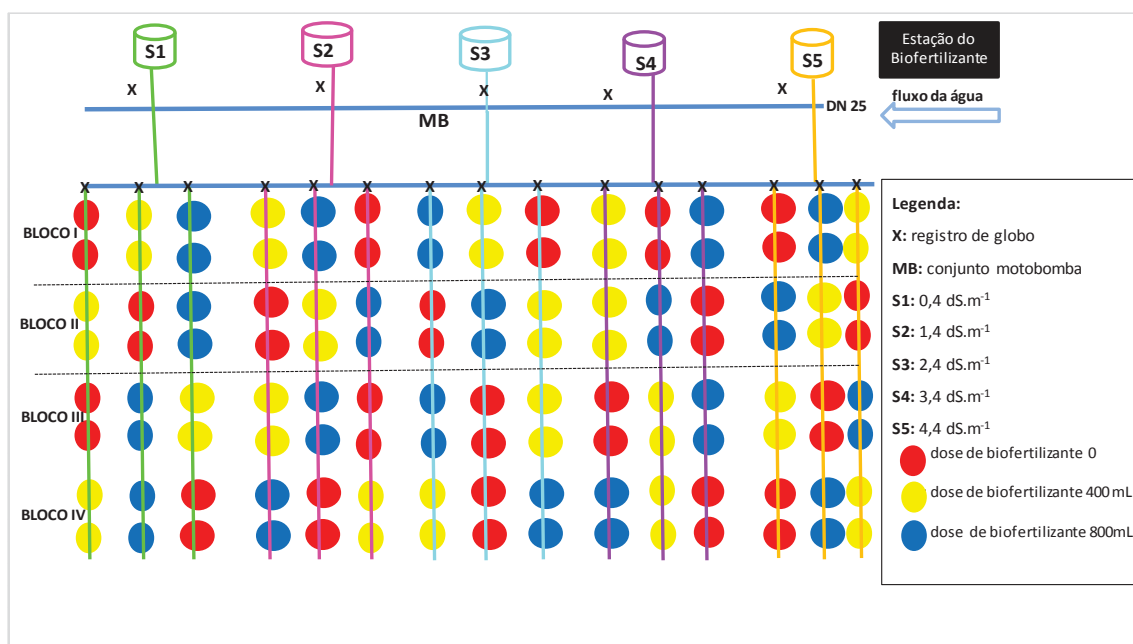 S1
S2
S3
S4
S5
Estação do
Biofertilizante
X X X X X
fluxo da água
DN 25
MB
X X X X X X X X X X X X X X X
BLOCO I
BLOCO II
BLOCO III
BLOCO IV
Legenda:
X: registro de globo
MB: conjunto motobomba
S1: 0,4 dS.m⁻¹
S2: 1,4 dS.m⁻¹
S3: 2,4 dS.m⁻¹
S4: 3,4 dS.m⁻¹
S5: 4,4 dS.m⁻¹
dose de biofertilizante 0
dose de biofertilizante 400 mL
dose de biofertilizante 800mL